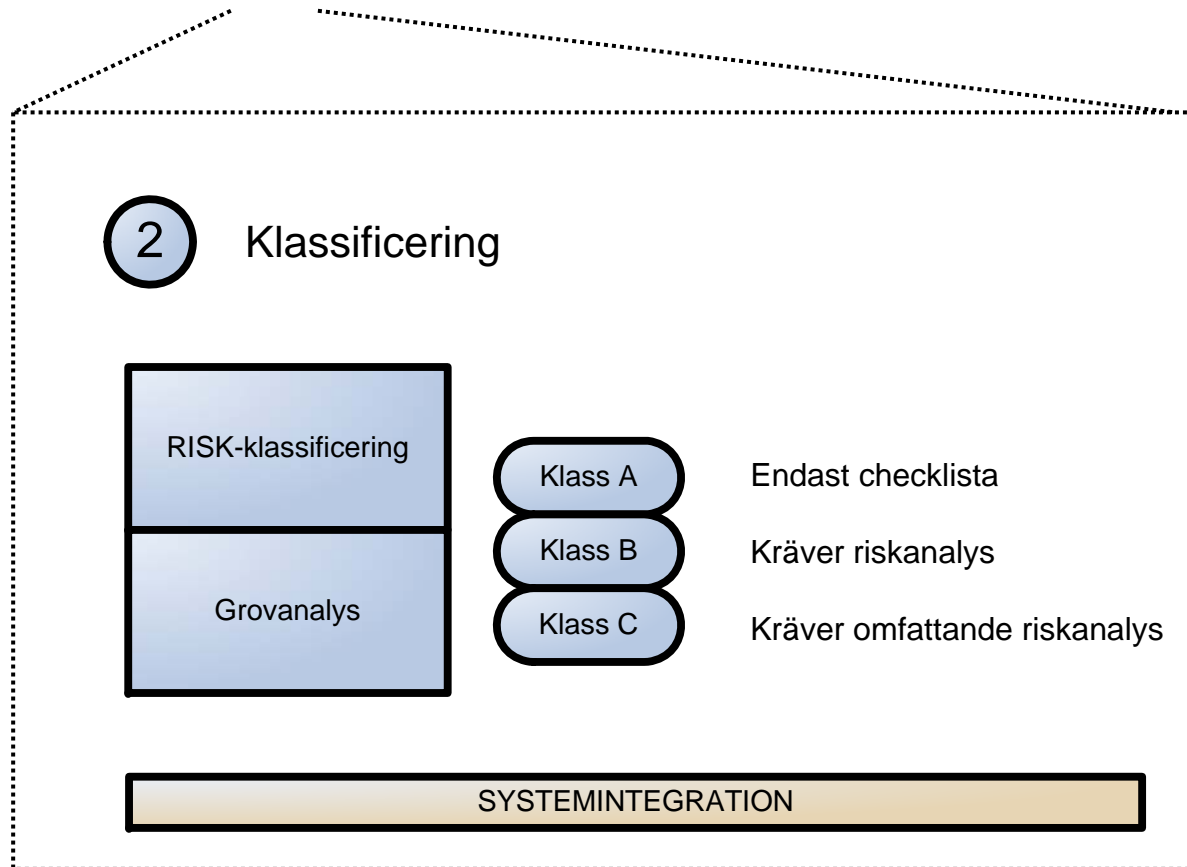 2
Klassificering
RISK-klassificering
Grovanalys
Klass A
Endast checklista
Klass B
Kräver riskanalys
Klass C
Kräver omfattande riskanalys
SYSTEMINTEGRATION